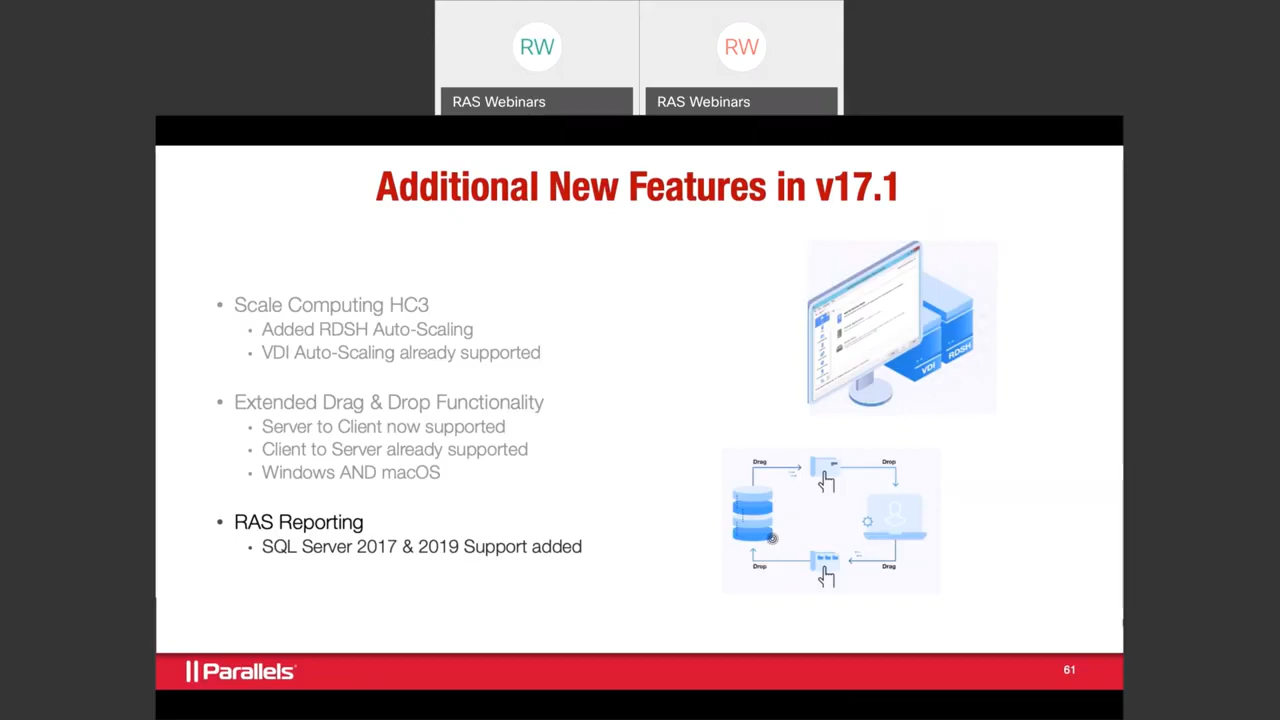 RW
RW
RAS Webinars
RAS Webinars
Additional New Features in v17.1
• Scale Computing HC3
• Added RDSH Auto-Scaling
• VDI Auto-Scaling already supported
• Extended Drag & Drop Functionality
• Server to Client now supported
• Client to Server already supported
• Windows AND macOS
• RAS Reporting
• SQL Server 2017 & 2019 Support added
VDI
RDSH
Drag
Drop
Drop
Drag
Parallels
61